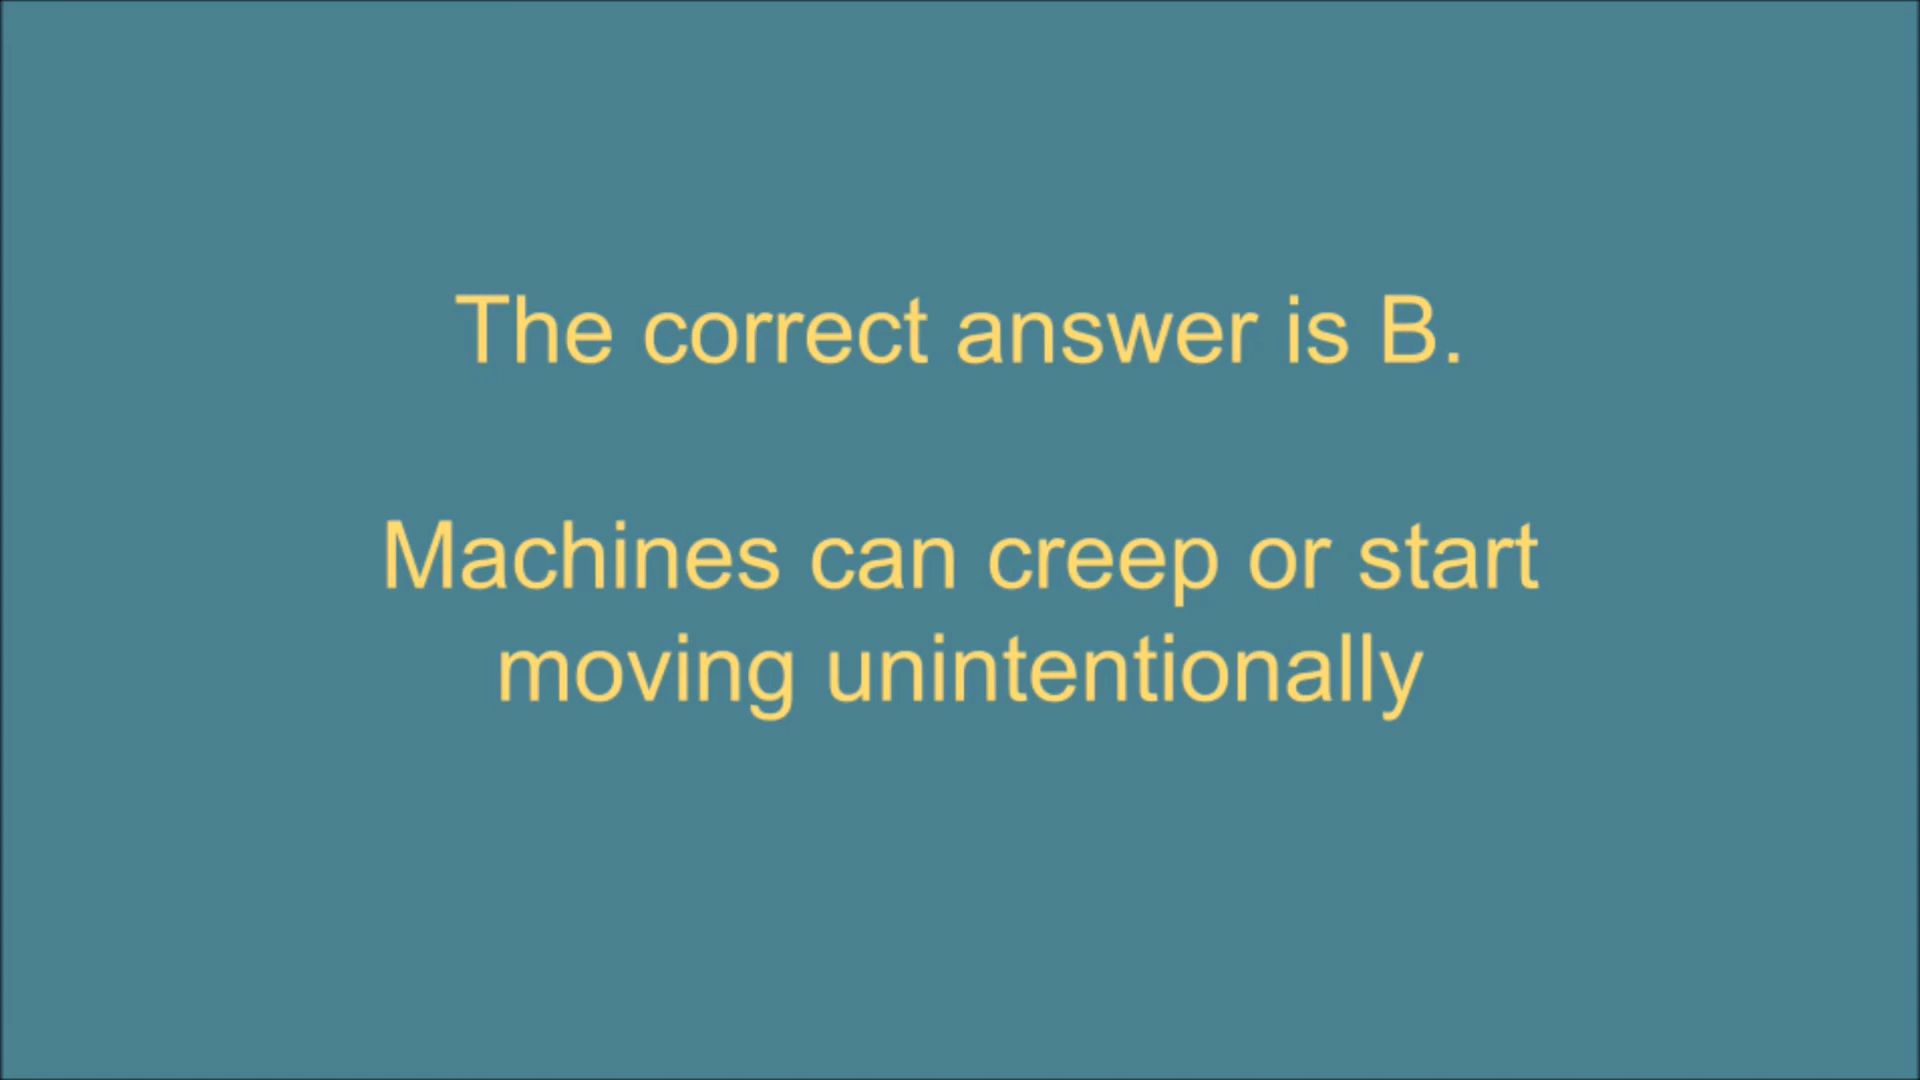 The correct answer is B.
Machines can creep or start
moving unintentionally